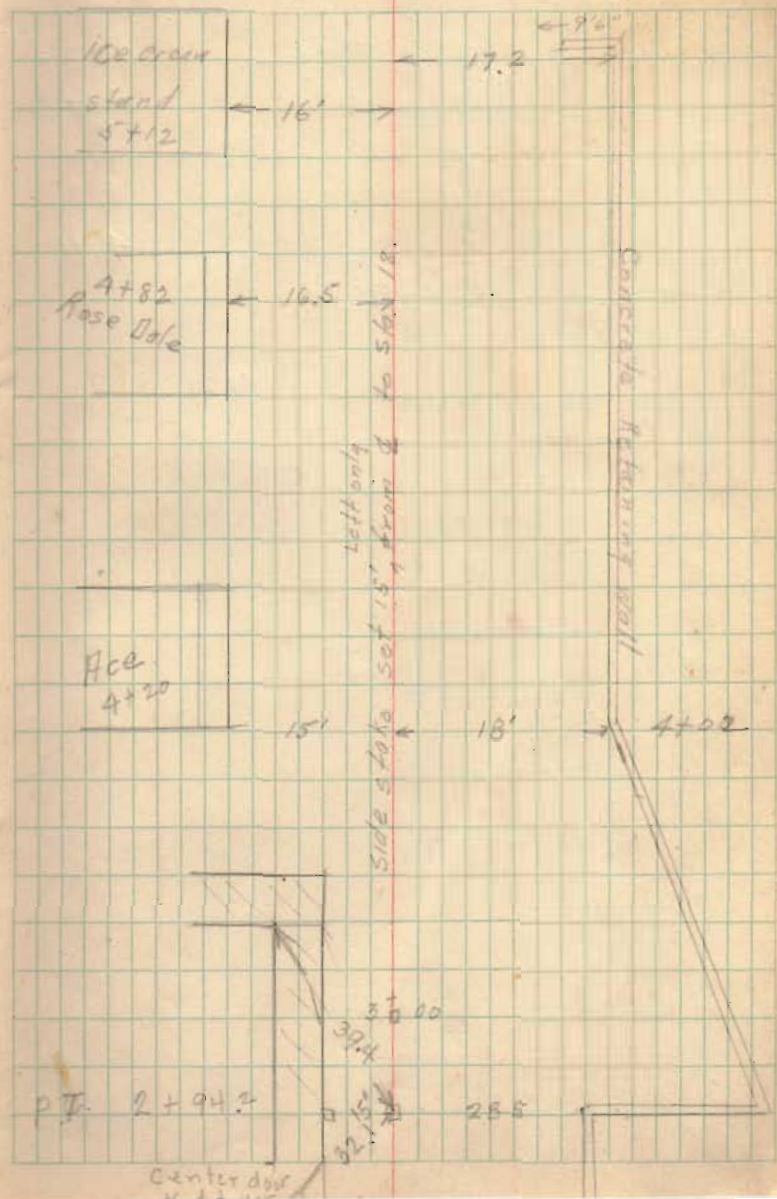 9'6"
ice cream
stand
5+12
17.2
16'
4+82
Rose Dale
16.5
Concrete Retaining wall
Left only
side stake set 15' from ℄ to sta 18
Ace
4+20
15'
18'
4+02
3+00
39.4
P.I. 2+94.2
15'
28.5
32
Center door